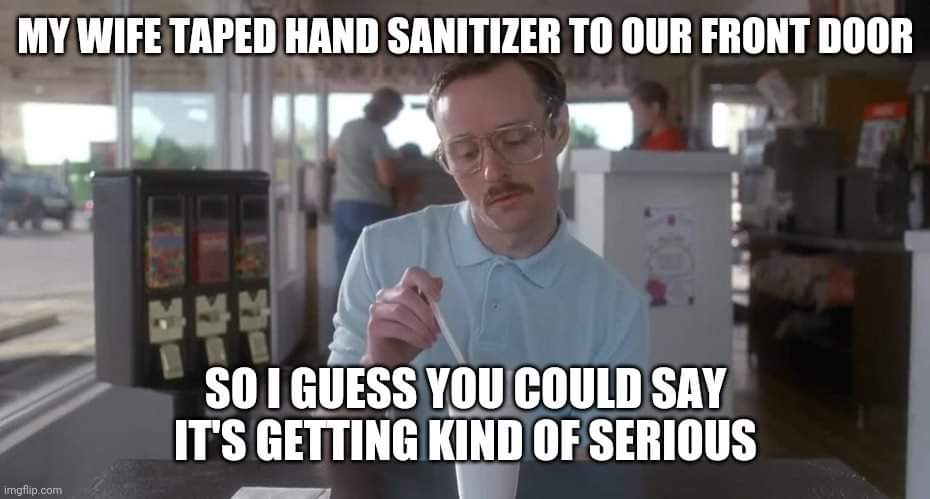 MY WIFE TAPED HAND SANITIZER TO OUR FRONT DOOR
SO I GUESS YOU COULD SAY
IT'S GETTING KIND OF SERIOUS
imgflip.com